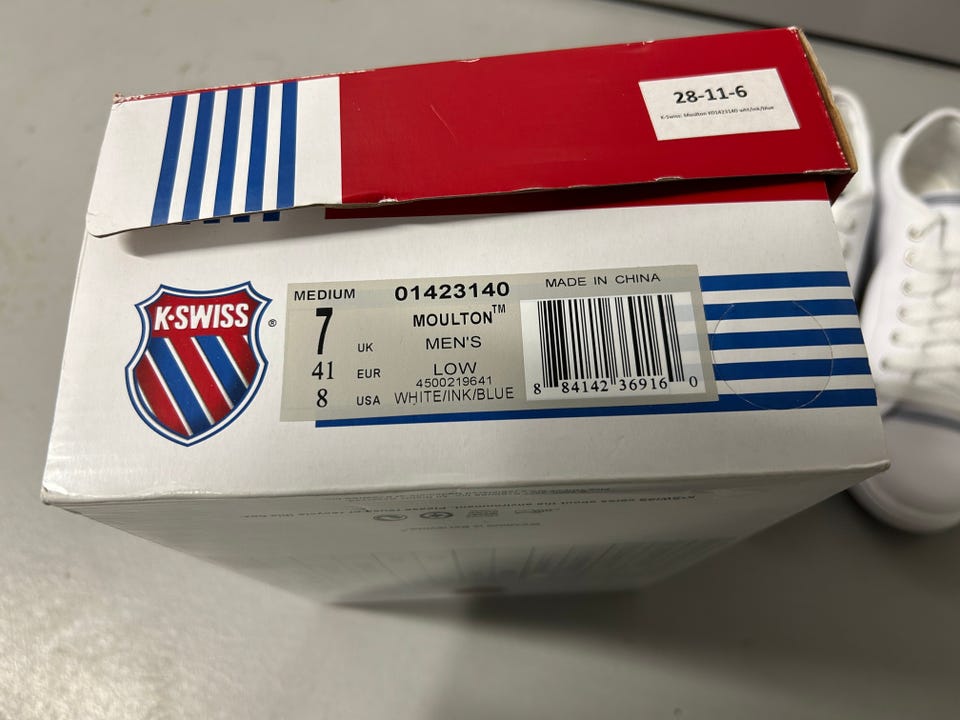 28-11-6
K-Swiss: Moulton #01423140 wht/ink/blue
K·SWISS ®
MEDIUM 01423140 MADE IN CHINA
7 UK MOULTON™
MEN'S
41 EUR LOW
4500219641
8 USA WHITE/INK/BLUE
8 84142 36916 0